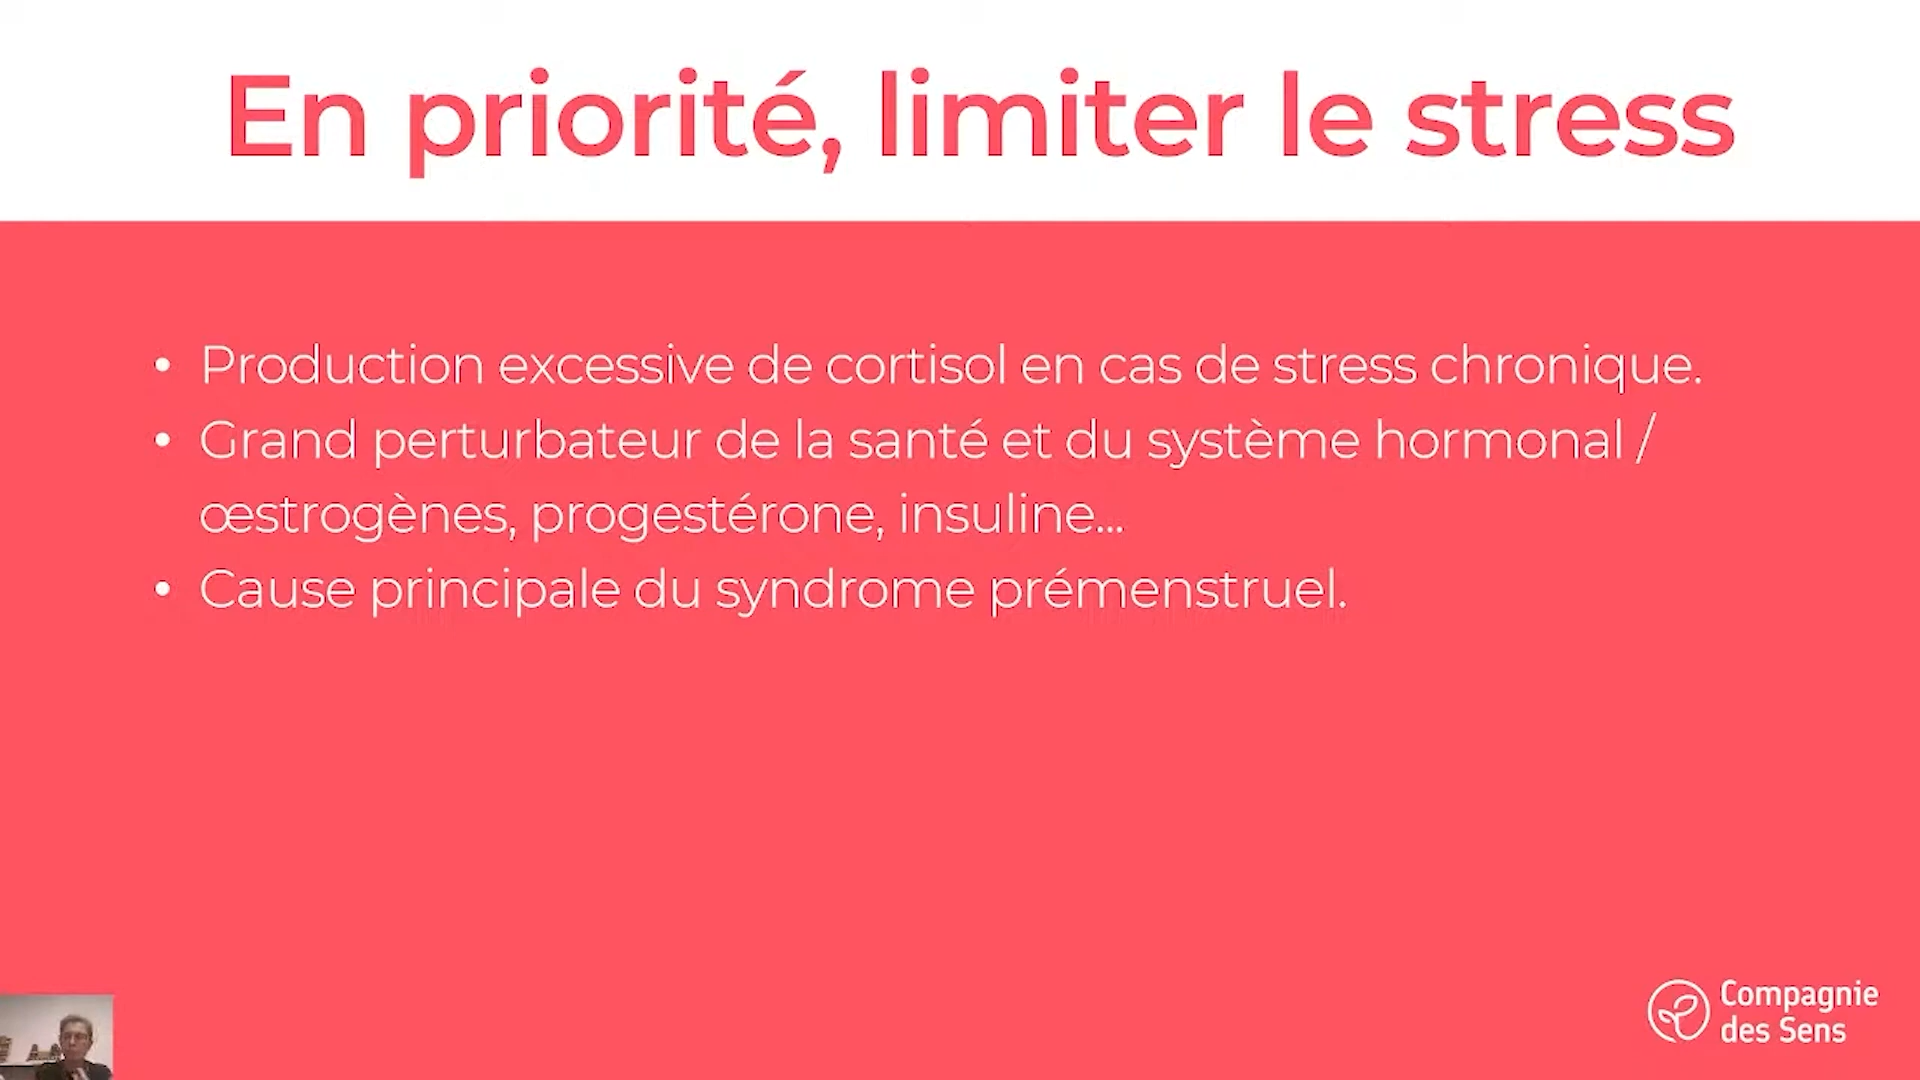 En priorité, limiter le stress
• Production excessive de cortisol en cas de stress chronique.
• Grand perturbateur de la santé et du système hormonal /
œstrogènes, progestérone, insuline...
• Cause principale du syndrome prémenstruel.
Compagnie
des Sens